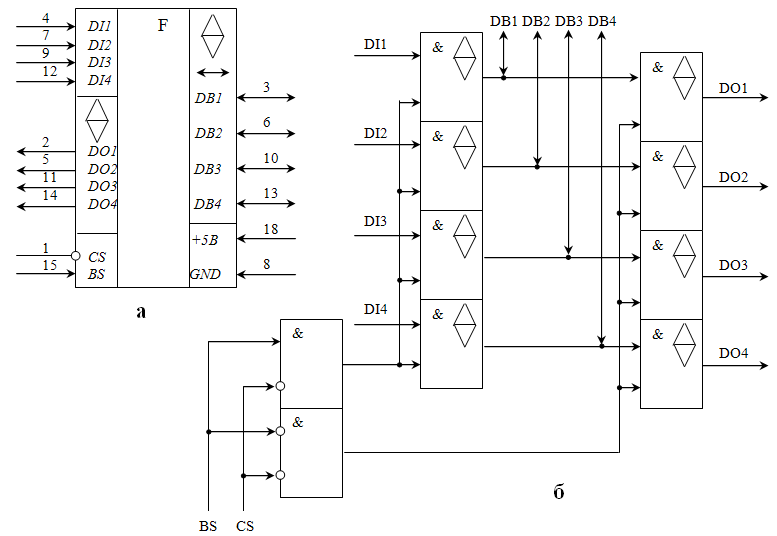 4 DI1 F
7 DI2
9 DI3
12 DI4
DB1 3
DB2 6
DB3 10
DB4 13
2 DO1
5 DO2
11 DO3
14 DO4
+5В 18
1 CS
15 BS
GND 8
а
DB1 DB2 DB3 DB4
DI1 &
DI2 &
DI3 &
DI4 &
& DO1
& DO2
& DO3
& DO4
&
&
BS CS
б